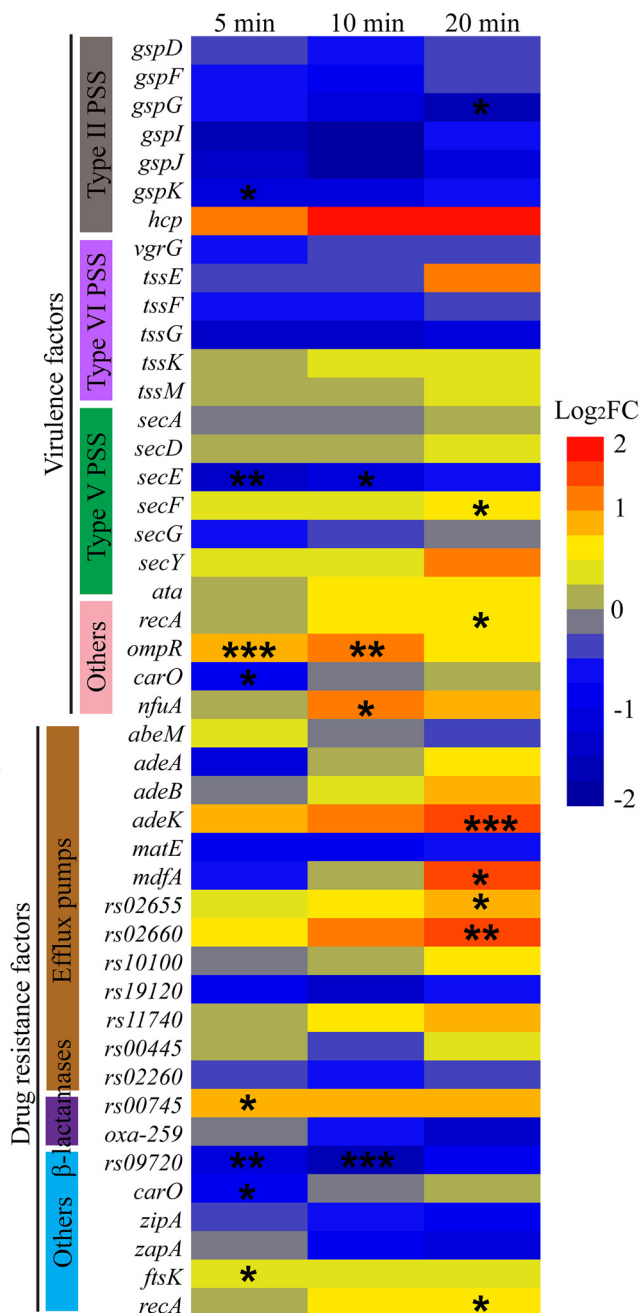 5 min 10 min 20 min
gspD
gspF
gspG *
gspI
gspJ
gspK *
hcp
vgrG
tssE
tssF
tssG
tssK
tssM
secA
secD
secE ** *
secF *
secG
secY
ata
recA *
ompR *** **
carO *
nfuA *
abeM
adeA
adeB
adeK ***
matE
mdfA *
rs02655 *
rs02660 **
rs10100
rs19120
rs11740
rs00445
rs02260
rs00745 *
oxa-259
rs09720 ** ***
carO *
zipA
zapA
ftsK *
recA *
Virulence factors
Type II PSS
Type VI PSS
Type V PSS
Others
Drug resistance factors
Efflux pumps
β-lactamases
Others
Log₂FC
2
1
0
-1
-2